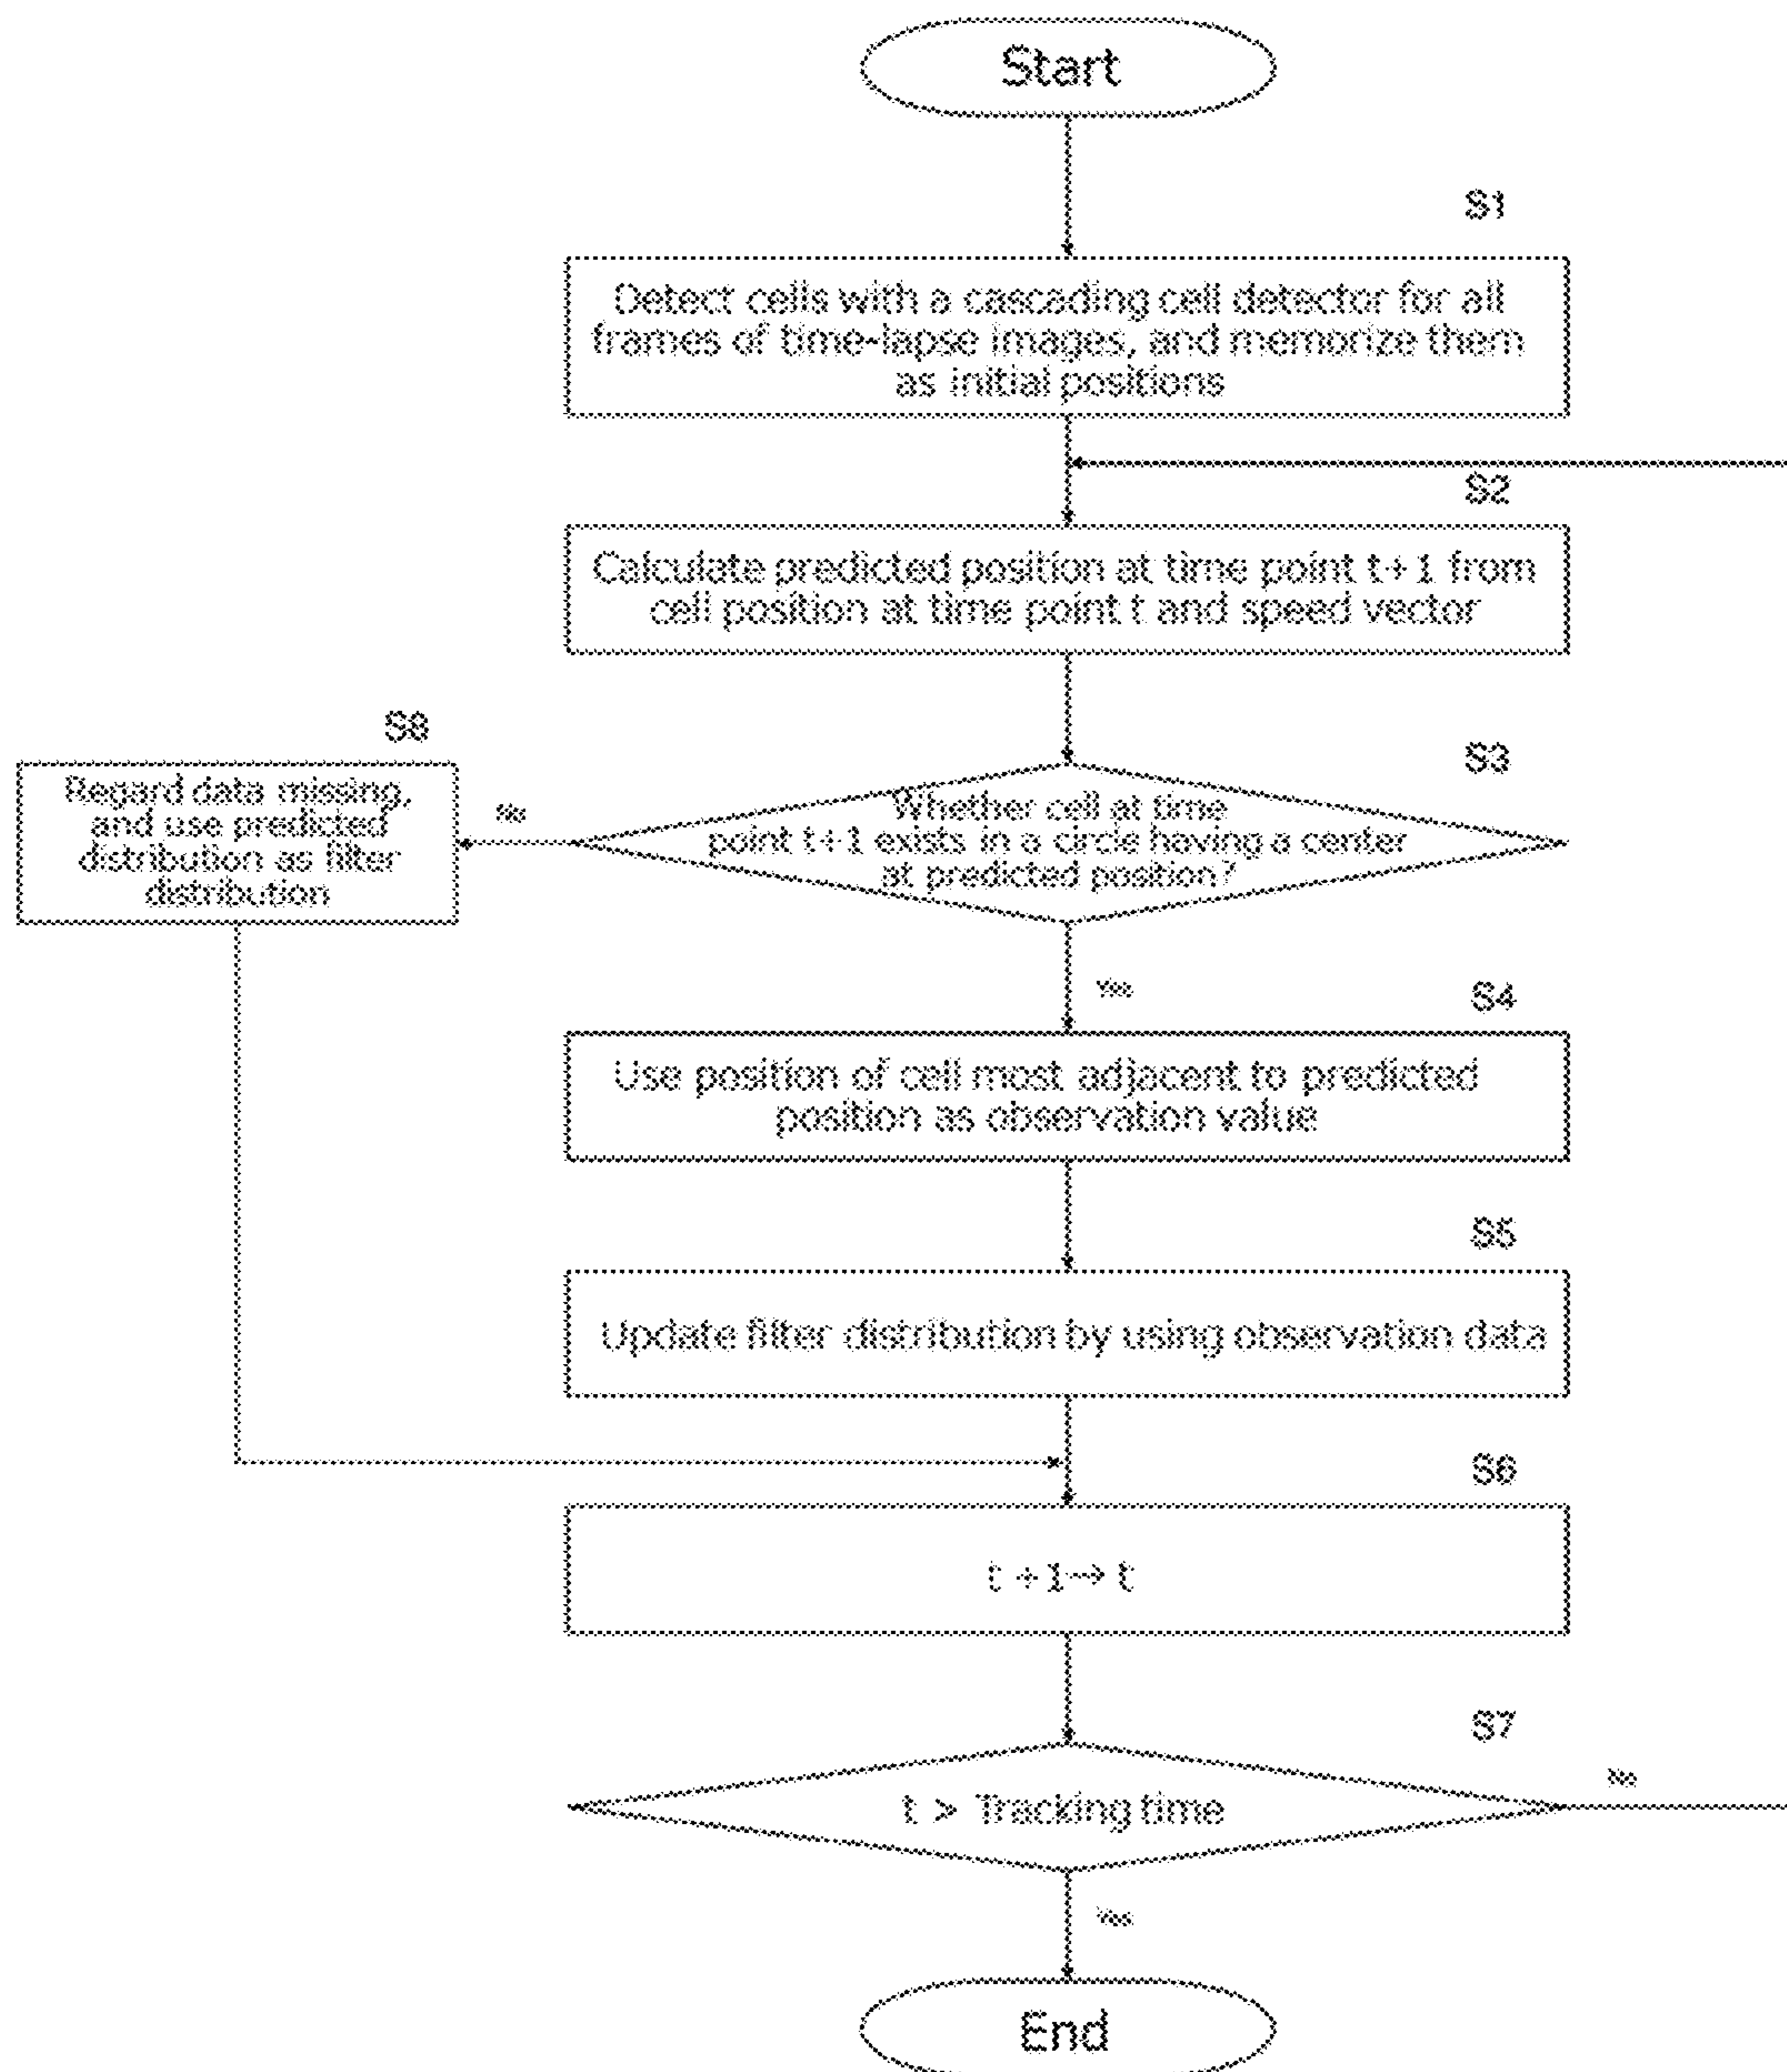 Start
S1
Detect cells with a cascading cell detector for all
frames of time-lapse images, and memorize them
as initial positions
S2
Calculate predicted position at time point t+1 from
cell position at time point t and speed vector
S8
Regard data missing,
and use predicted
distribution as filter
distribution
No
S3
Whether cell at time
point t+1 exists in a circle having a center
at predicted position?
Yes
S4
Use position of cell most adjacent to predicted
position as observation value
S5
Update filter distribution by using observation data
S6
t +1→ t
S7
t > Tracking time
No
Yes
End